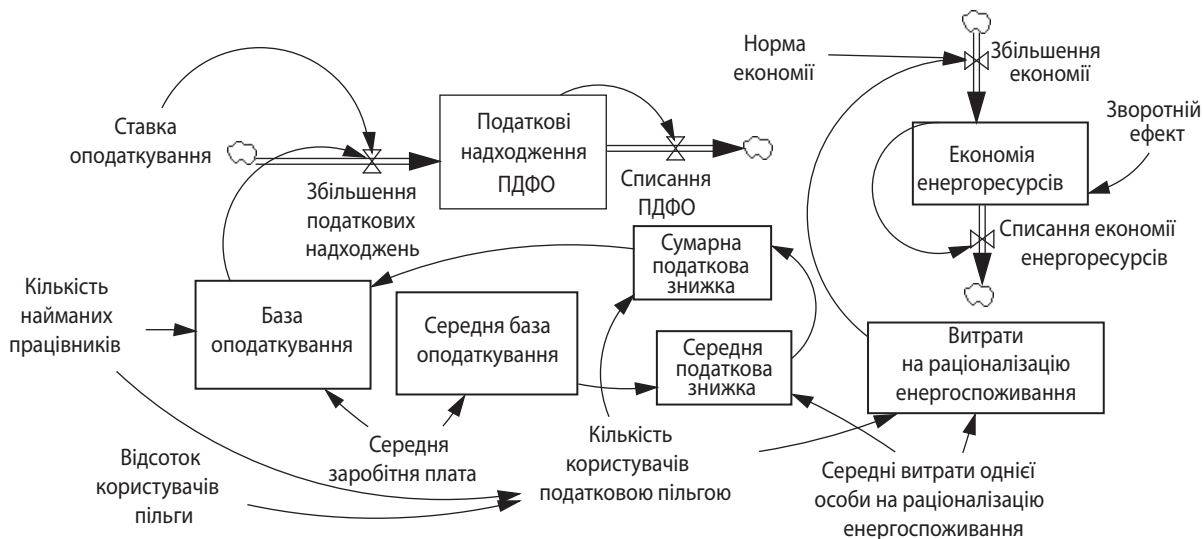 Норма
економії
Збільшення
економії
Зворотній
ефект
Ставка
оподаткування
Податкові
надходження
ПДФО
Збільшення
податкових
надходжень
Списання
ПДФО
Економія
енергоресурсів
Списання економії
енергоресурсів
Сумарна
податкова
знижка
Кількість
найманих
працівників
База
оподаткування
Середня база
оподаткування
Середня
податкова
знижка
Витрати
на раціоналізацію
енергоспоживання
Середня
заробітня плата
Кількість
користувачів
податковою пільгою
Відсоток
користувачів
пільги
Середні витрати однієї
особи на раціоналізацію
енергоспоживання